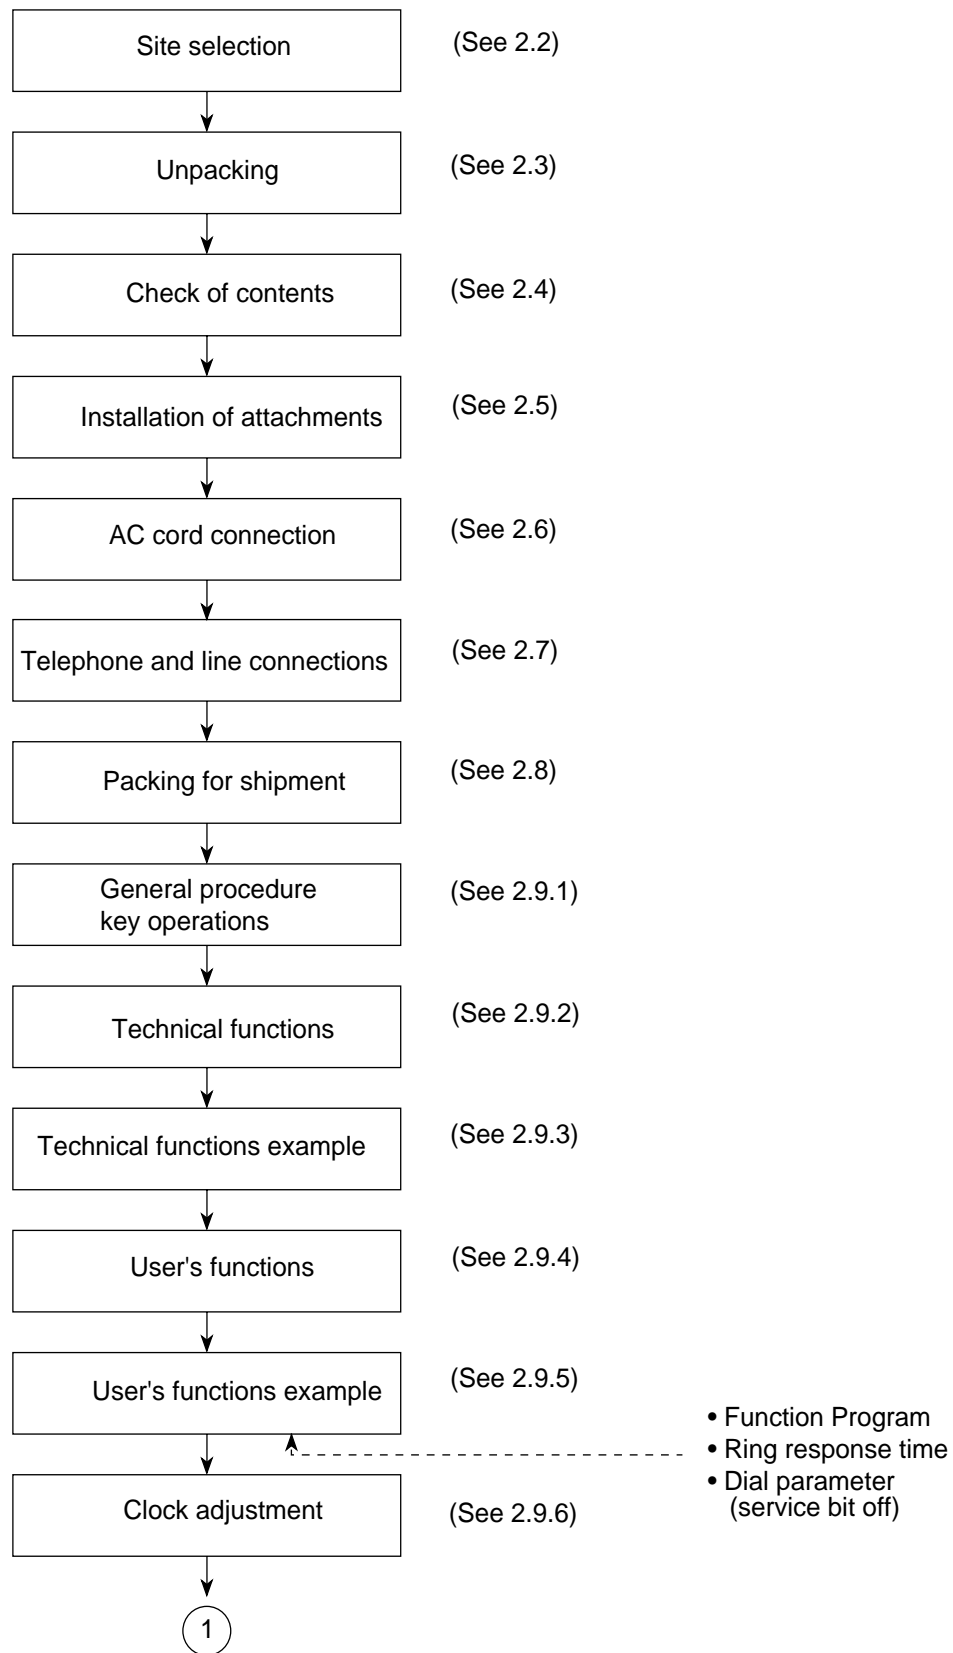 Site selection
(See 2.2)
Unpacking
(See 2.3)
Check of contents
(See 2.4)
Installation of attachments
(See 2.5)
AC cord connection
(See 2.6)
Telephone and line connections
(See 2.7)
Packing for shipment
(See 2.8)
General procedure
key operations
(See 2.9.1)
Technical functions
(See 2.9.2)
Technical functions example
(See 2.9.3)
User's functions
(See 2.9.4)
User's functions example
(See 2.9.5)
• Function Program
• Ring response time
• Dial parameter
(service bit off)
Clock adjustment
(See 2.9.6)
1